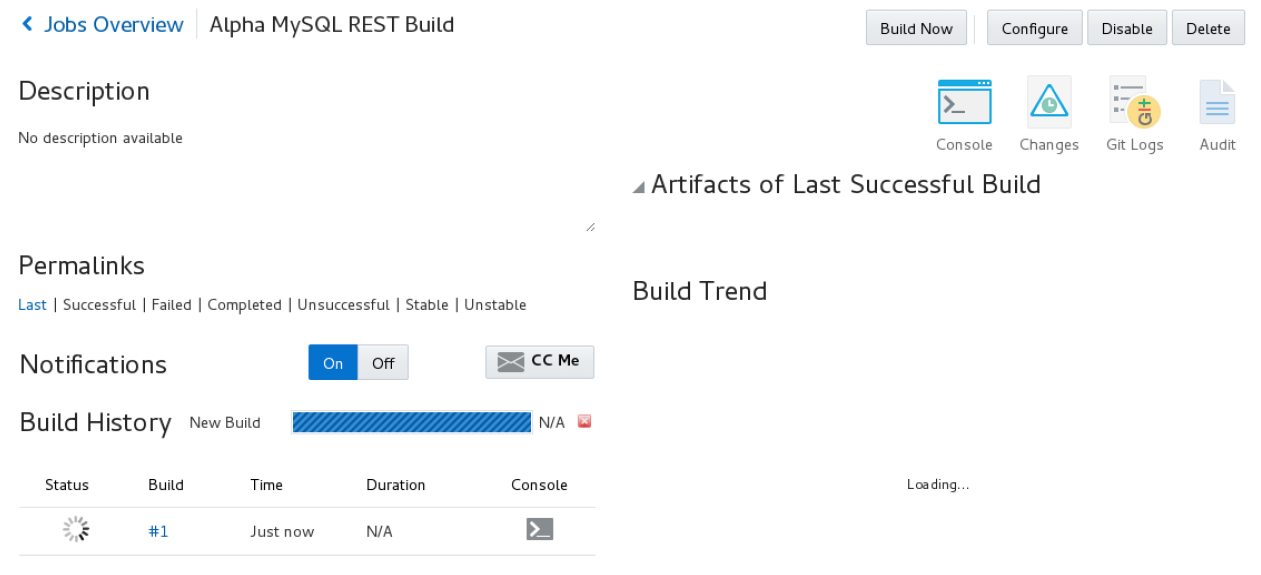 Jobs Overview Alpha MySQL REST Build
Build Now Configure Disable Delete
Description
No description available
Console Changes Git Logs Audit
Artifacts of Last Successful Build
Permalinks
Last | Successful | Failed | Completed | Unsuccessful | Stable | Unstable
Build Trend
Notifications On Off CC Me
Build History New Build N/A
Status Build Time Duration Console
#1 Just now N/A
Loading...